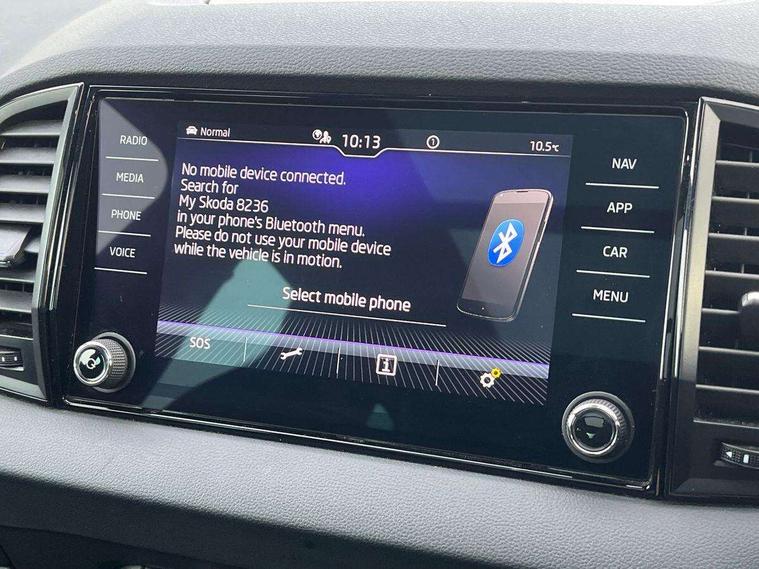 RADIO
MEDIA
PHONE
VOICE
Normal
10:13
10.5°C
No mobile device connected.
Search for
My Skoda 8236
in your phone's Bluetooth menu.
Please do not use your mobile device
while the vehicle is in motion.
Select mobile phone
SOS
NAV
APP
CAR
MENU